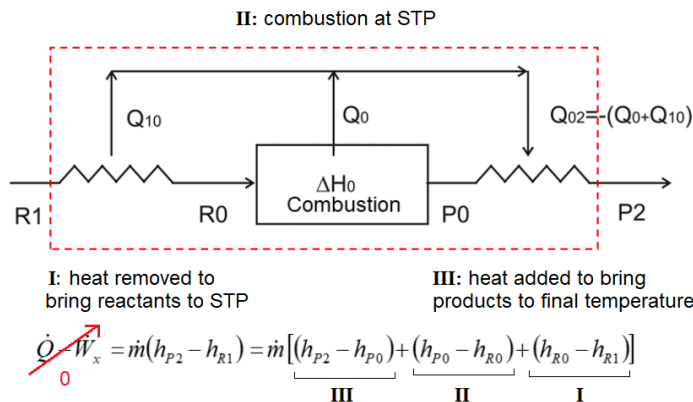 II: combustion at STP
Q10 Q0 Q02=-(Q0+Q10)
ΔH0
Combustion
R1 R0 P0 P2
I: heat removed to
bring reactants to STP
III: heat added to bring
products to final temperature
Q̇ - Ẇx = ṁ(hP2 − hR1) = ṁ[(hP2 − hP0) + (hP0 − hR0) + (hR0 − hR1)]
0
III II I